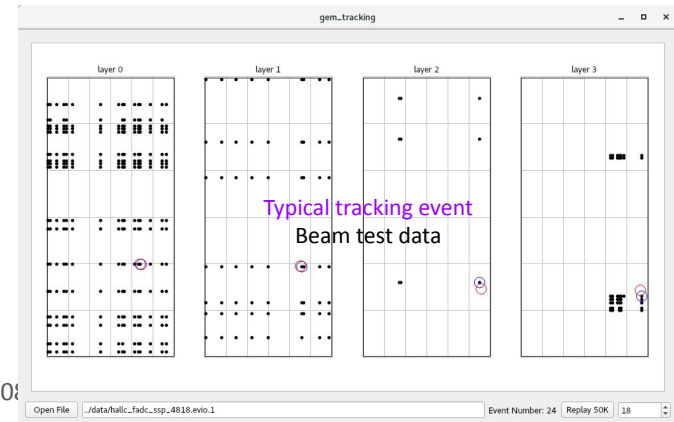 gem_tracking
layer 0 layer 1 layer 2 layer 3
Typical tracking event
Beam test data
Open File ../data/hallc_fadc_ssp_4818.evio.1 Event Number: 24 Replay 50K 18